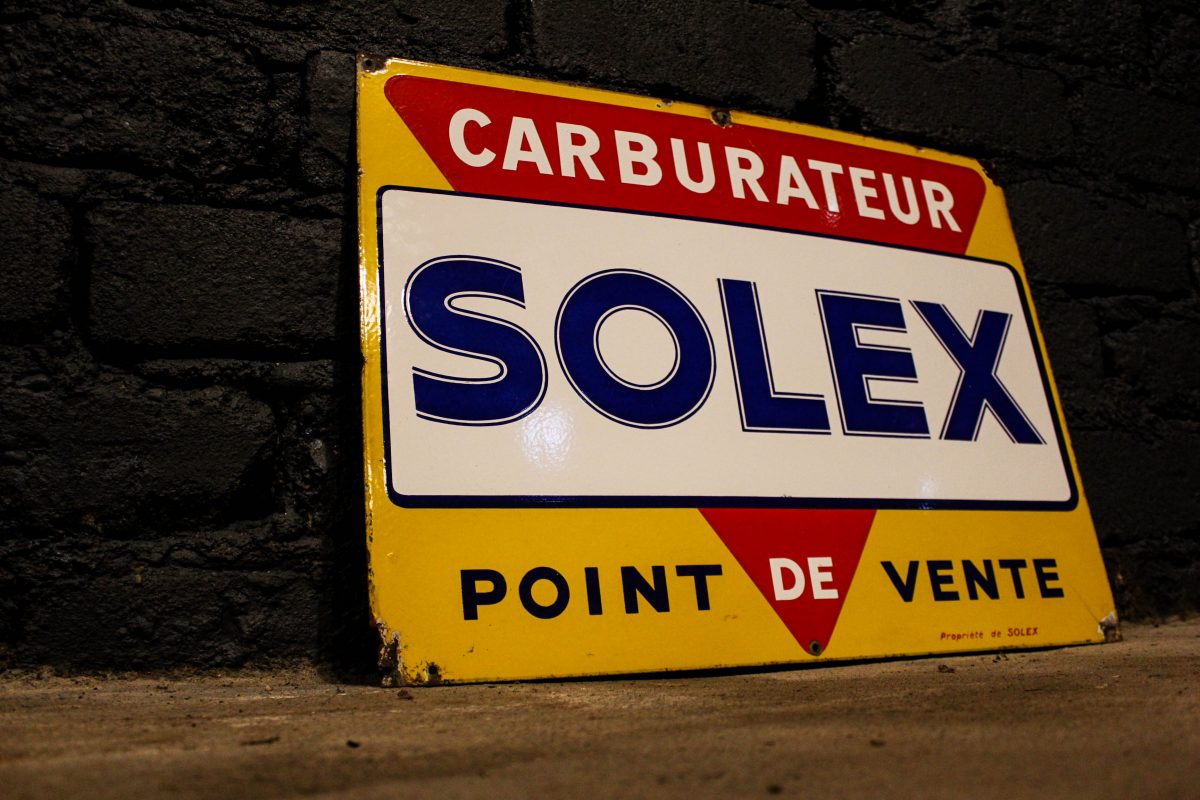 CARBURATEUR
SOLEX
POINT DE VENTE
Propriété de SOLEX